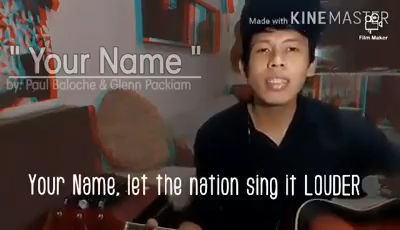 Made with KINEMASTER
Film Maker
" Your Name "
by: Paul Baloche & Glenn Packiam
Your Name, let the nation sing it LOUDER